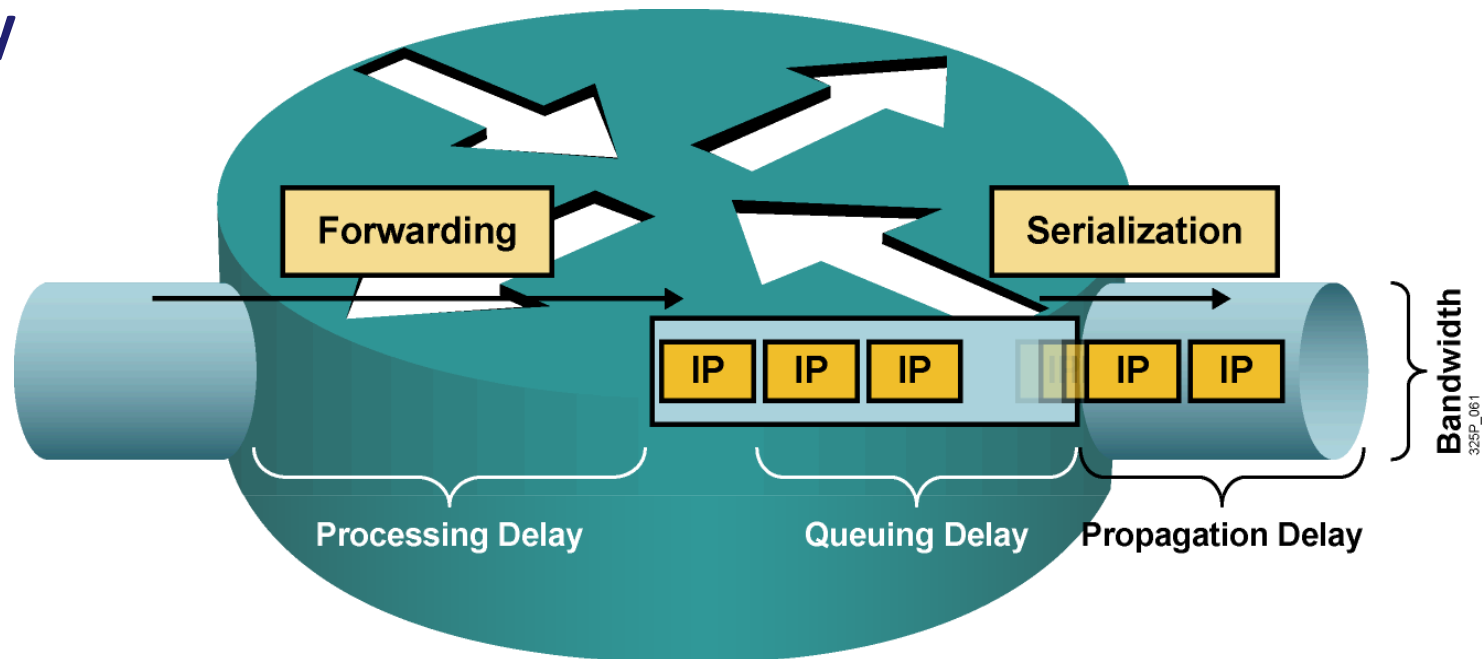 y
Forwarding
Serialization
IP
IP
IP
IP
IP
Bandwidth
325P_061
Processing Delay
Queuing Delay
Propagation Delay